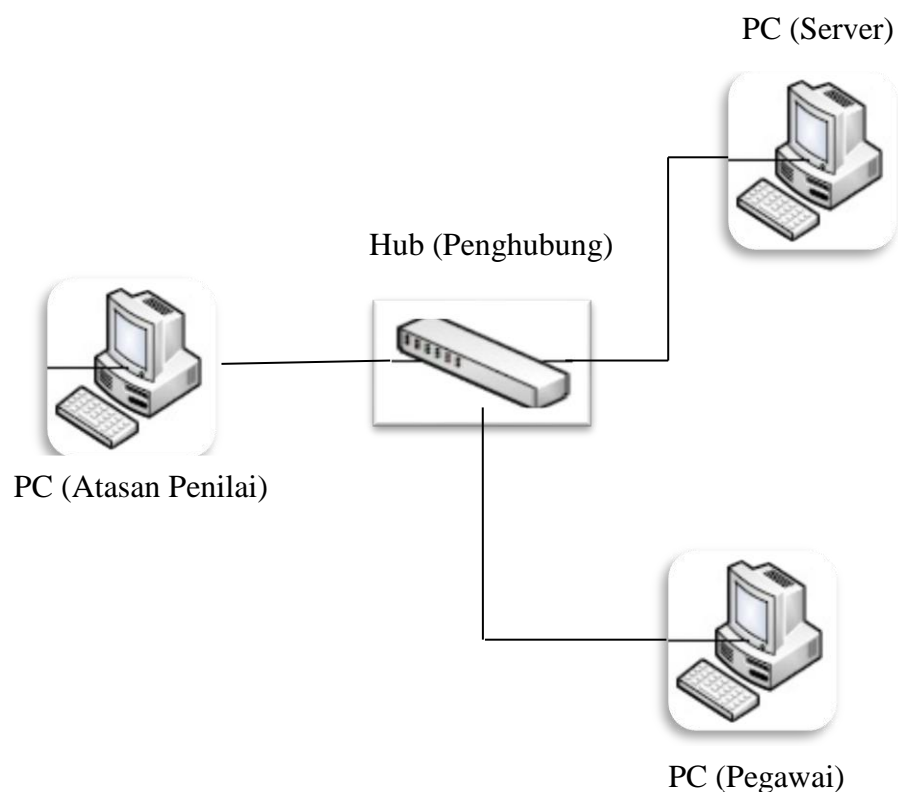 PC (Server)
Hub (Penghubung)
PC (Atasan Penilai)
PC (Pegawai)